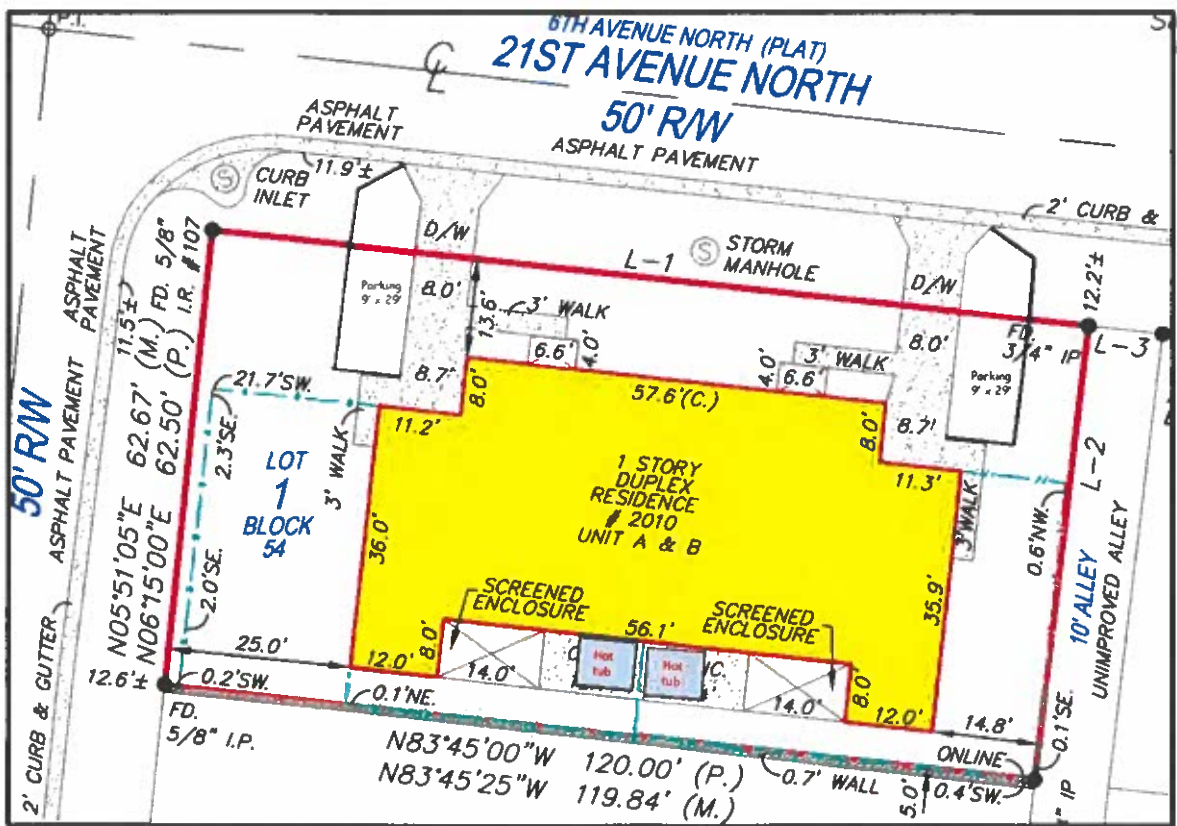 P.I.
6TH AVENUE NORTH (PLAT)
21ST AVENUE NORTH
50' R/W
ASPHALT PAVEMENT
ASPHALT
PAVEMENT
11.9'±
S
CURB
INLET
2' CURB &
D/W
Parking
9' x 29'
8.0'
13.6'
3' WALK
6.6'
4.0'
L-1
S
STORM
MANHOLE
D/W
12.2'±
FD.
3/4" IP
L-3
8.0'
3' WALK
4.0'
6.6'
Parking
9' x 29'
8.7'
8.0'
57.6'(C.)
8.0'
8.7'
11.2'
11.3'
21.7'SW.
2.3'SE.
LOT
1
BLOCK
54
3' WALK
36.0'
1 STORY
DUPLEX
RESIDENCE
# 2010
UNIT A & B
3' WALK
35.9'
0.6'NW.
L-2
10' ALLEY
UNIMPROVED ALLEY
50' R/W
ASPHALT PAVEMENT
ASPHALT
PAVEMENT
11.5'±
N05°51'05"E 62.67' (M.)
N06°15'00"E 62.50' (P.)
FD. 5/8"
I.R. #107
2' CURB & GUTTER
2.0'SE.
SCREENED
ENCLOSURE
SCREENED
ENCLOSURE
56.1'
25.0'
12.0'
8.0'
14.0'
Hot
tub
Hot
tub
C.
14.0'
8.0'
12.0'
14.8'
12.6'±
0.2'SW.
0.1'NE.
FD.
5/8" I.P.
N83°45'00"W 120.00' (P.)
N83°45'25"W 119.84' (M.)
0.7' WALL
ONLINE
0.1'SE.
0.4'SW.
5.0'
" IP